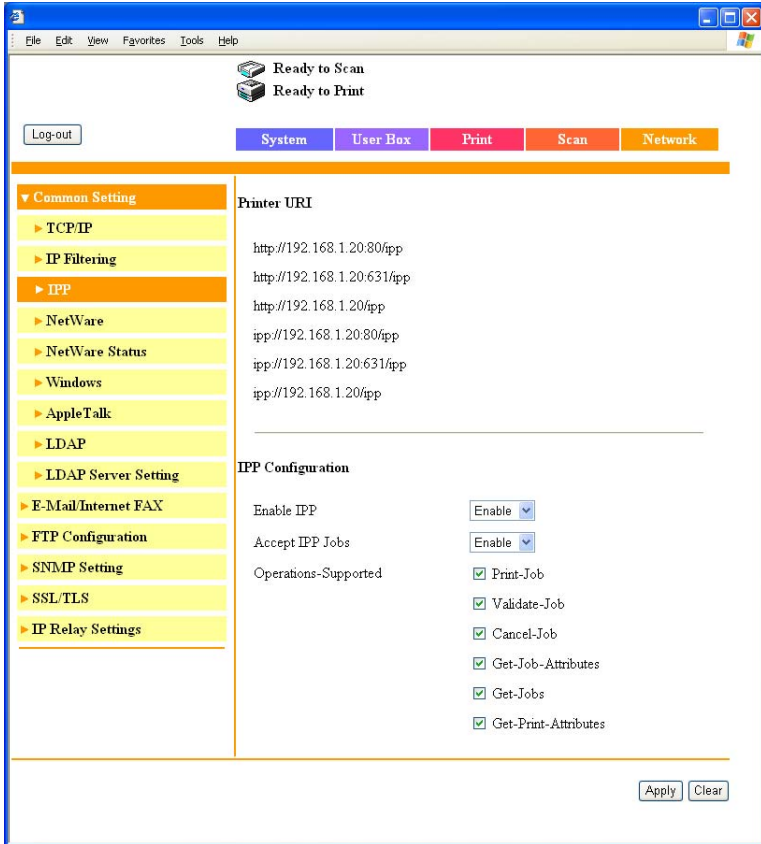 File Edit View Favorites Tools Help
Ready to Scan
Ready to Print
Log-out
System User Box Print Scan Network
Common Setting
TCP/IP
IP Filtering
IPP
NetWare
NetWare Status
Windows
AppleTalk
LDAP
LDAP Server Setting
E-Mail/Internet FAX
FTP Configuration
SNMP Setting
SSL/TLS
IP Relay Settings
Printer URI
http://192.168.1.20:80/ipp
http://192.168.1.20:631/ipp
http://192.168.1.20/ipp
ipp://192.168.1.20:80/ipp
ipp://192.168.1.20:631/ipp
ipp://192.168.1.20/ipp
IPP Configuration
Enable IPP Enable
Accept IPP Jobs Enable
Operations-Supported Print-Job
Validate-Job
Cancel-Job
Get-Job-Attributes
Get-Jobs
Get-Print-Attributes
Apply Clear